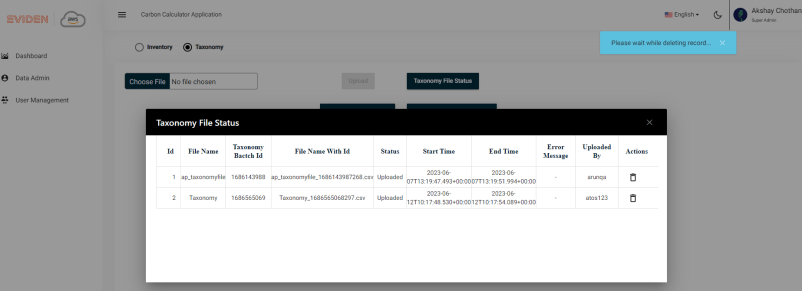 EVIDEN
aws
Carbon Calculator Application
English
Akshay Chothan
Super Admin
Please wait while deleting record...
Dashboard
Data Admin
User Management
Inventory
Taxonomy
Choose File No file chosen
Upload
Taxonomy File Status
Taxonomy File Status
Id File Name Taxonomy Bactch Id File Name With Id Status Start Time End Time Error Message Uploaded By Actions
1 ap_taxonomyfile 1686143988 ap_taxonomyfile_1686143987268.csv Uploaded 2023-06-07T13:19:47.493+00:00 2023-06-07T13:19:51.994+00:00 - srunqa
2 Taxonomy 1686565069 Taxonomy_1686565068297.csv Uploaded 2023-06-12T10:17:48.530+00:00 2023-06-12T10:17:54.089+00:00 - atos123